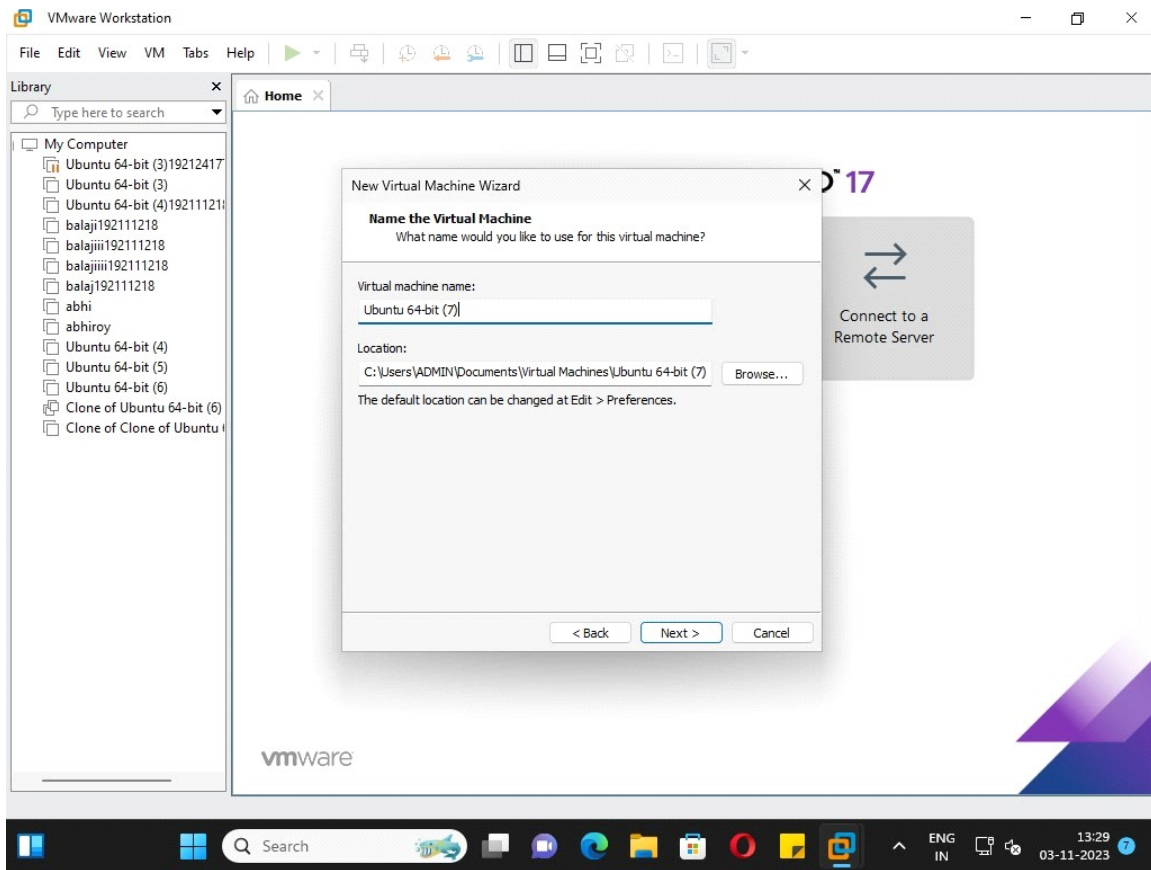 VMware Workstation
File Edit View VM Tabs Help
Library
Home
Type here to search
My Computer
Ubuntu 64-bit (3)19212417
Ubuntu 64-bit (3)
Ubuntu 64-bit (4)19211121
balaji192111218
balajiii192111218
balajiiii192111218
balaj192111218
abhi
abhiroy
Ubuntu 64-bit (4)
Ubuntu 64-bit (5)
Ubuntu 64-bit (6)
Clone of Ubuntu 64-bit (6)
Clone of Clone of Ubuntu
17
New Virtual Machine Wizard
Name the Virtual Machine
What name would you like to use for this virtual machine?
Virtual machine name:
Ubuntu 64-bit (7)
Location:
C:\Users\ADMIN\Documents\Virtual Machines\Ubuntu 64-bit (7) Browse...
The default location can be changed at Edit > Preferences.
< Back Next > Cancel
Connect to a
Remote Server
vmware
Search
ENG
IN
13:29
03-11-2023
7